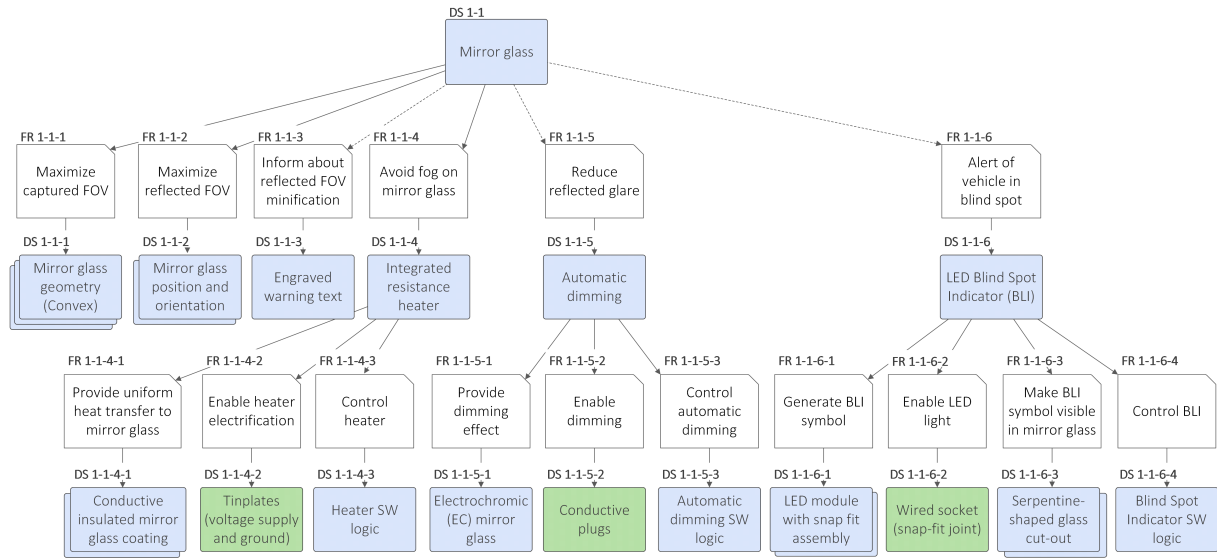 DS 1-1
Mirror glass
FR 1-1-1
Maximize
captured FOV
FR 1-1-2
Maximize
reflected FOV
FR 1-1-3
Inform about
reflected FOV
minification
FR 1-1-4
Avoid fog on
mirror glass
FR 1-1-5
Reduce
reflected glare
FR 1-1-6
Alert of
vehicle in
blind spot
DS 1-1-1
Mirror glass
geometry
(Convex)
DS 1-1-2
Mirror glass
position and
orientation
DS 1-1-3
Engraved
warning text
DS 1-1-4
Integrated
resistance
heater
DS 1-1-5
Automatic
dimming
DS 1-1-6
LED Blind Spot
Indicator (BLI)
FR 1-1-4-1
Provide uniform
heat transfer to
mirror glass
FR 1-1-4-2
Enable heater
electrification
FR 1-1-4-3
Control
heater
FR 1-1-5-1
Provide
dimming
effect
FR 1-1-5-2
Enable
dimming
FR 1-1-5-3
Control
automatic
dimming
FR 1-1-6-1
Generate BLI
symbol
FR 1-1-6-2
Enable LED
light
FR 1-1-6-3
Make BLI
symbol visible
in mirror glass
FR 1-1-6-4
Control BLI
DS 1-1-4-1
Conductive
insulated mirror
glass coating
DS 1-1-4-2
Tinplates
(voltage supply
and ground)
DS 1-1-4-3
Heater SW
logic
DS 1-1-5-1
Electrochromic
(EC) mirror
glass
DS 1-1-5-2
Conductive
plugs
DS 1-1-5-3
Automatic
dimming SW
logic
DS 1-1-6-1
LED module
with snap fit
assembly
DS 1-1-6-2
Wired socket
(snap-fit joint)
DS 1-1-6-3
Serpentine-
shaped glass
cut-out
DS 1-1-6-4
Blind Spot
Indicator SW
logic